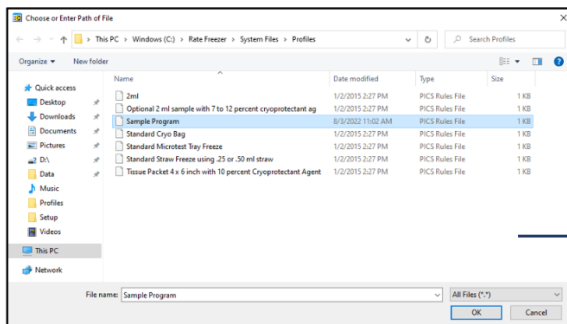 Choose or Enter Path of File
This PC > Windows (C:) > Rate Freezer > System Files > Profiles
Search Profiles
Organize
New folder
Name Date modified Type Size
Quick access
Desktop
Downloads
Documents
Pictures
D:\
Data
Music
Profiles
Setup
Videos
This PC
Network
2ml 1/2/2015 2:27 PM PICS Rules File 1 KB
Optional 2 ml sample with 7 to 12 percent cryoprotectant ag 1/2/2015 2:27 PM PICS Rules File 1 KB
Sample Program 8/3/2022 11:02 AM PICS Rules File 1 KB
Standard Cryo Bag 1/2/2015 2:27 PM PICS Rules File 1 KB
Standard Microtest Tray Freeze 1/2/2015 2:27 PM PICS Rules File 1 KB
Standard Straw Freeze using .25 or .50 ml straw 1/2/2015 2:27 PM PICS Rules File 1 KB
Tissue Packet 4 x 6 inch with 10 percent Cryoprotectant Agent 1/2/2015 2:27 PM PICS Rules File 1 KB
File name: Sample Program
All Files (*.*)
OK Cancel